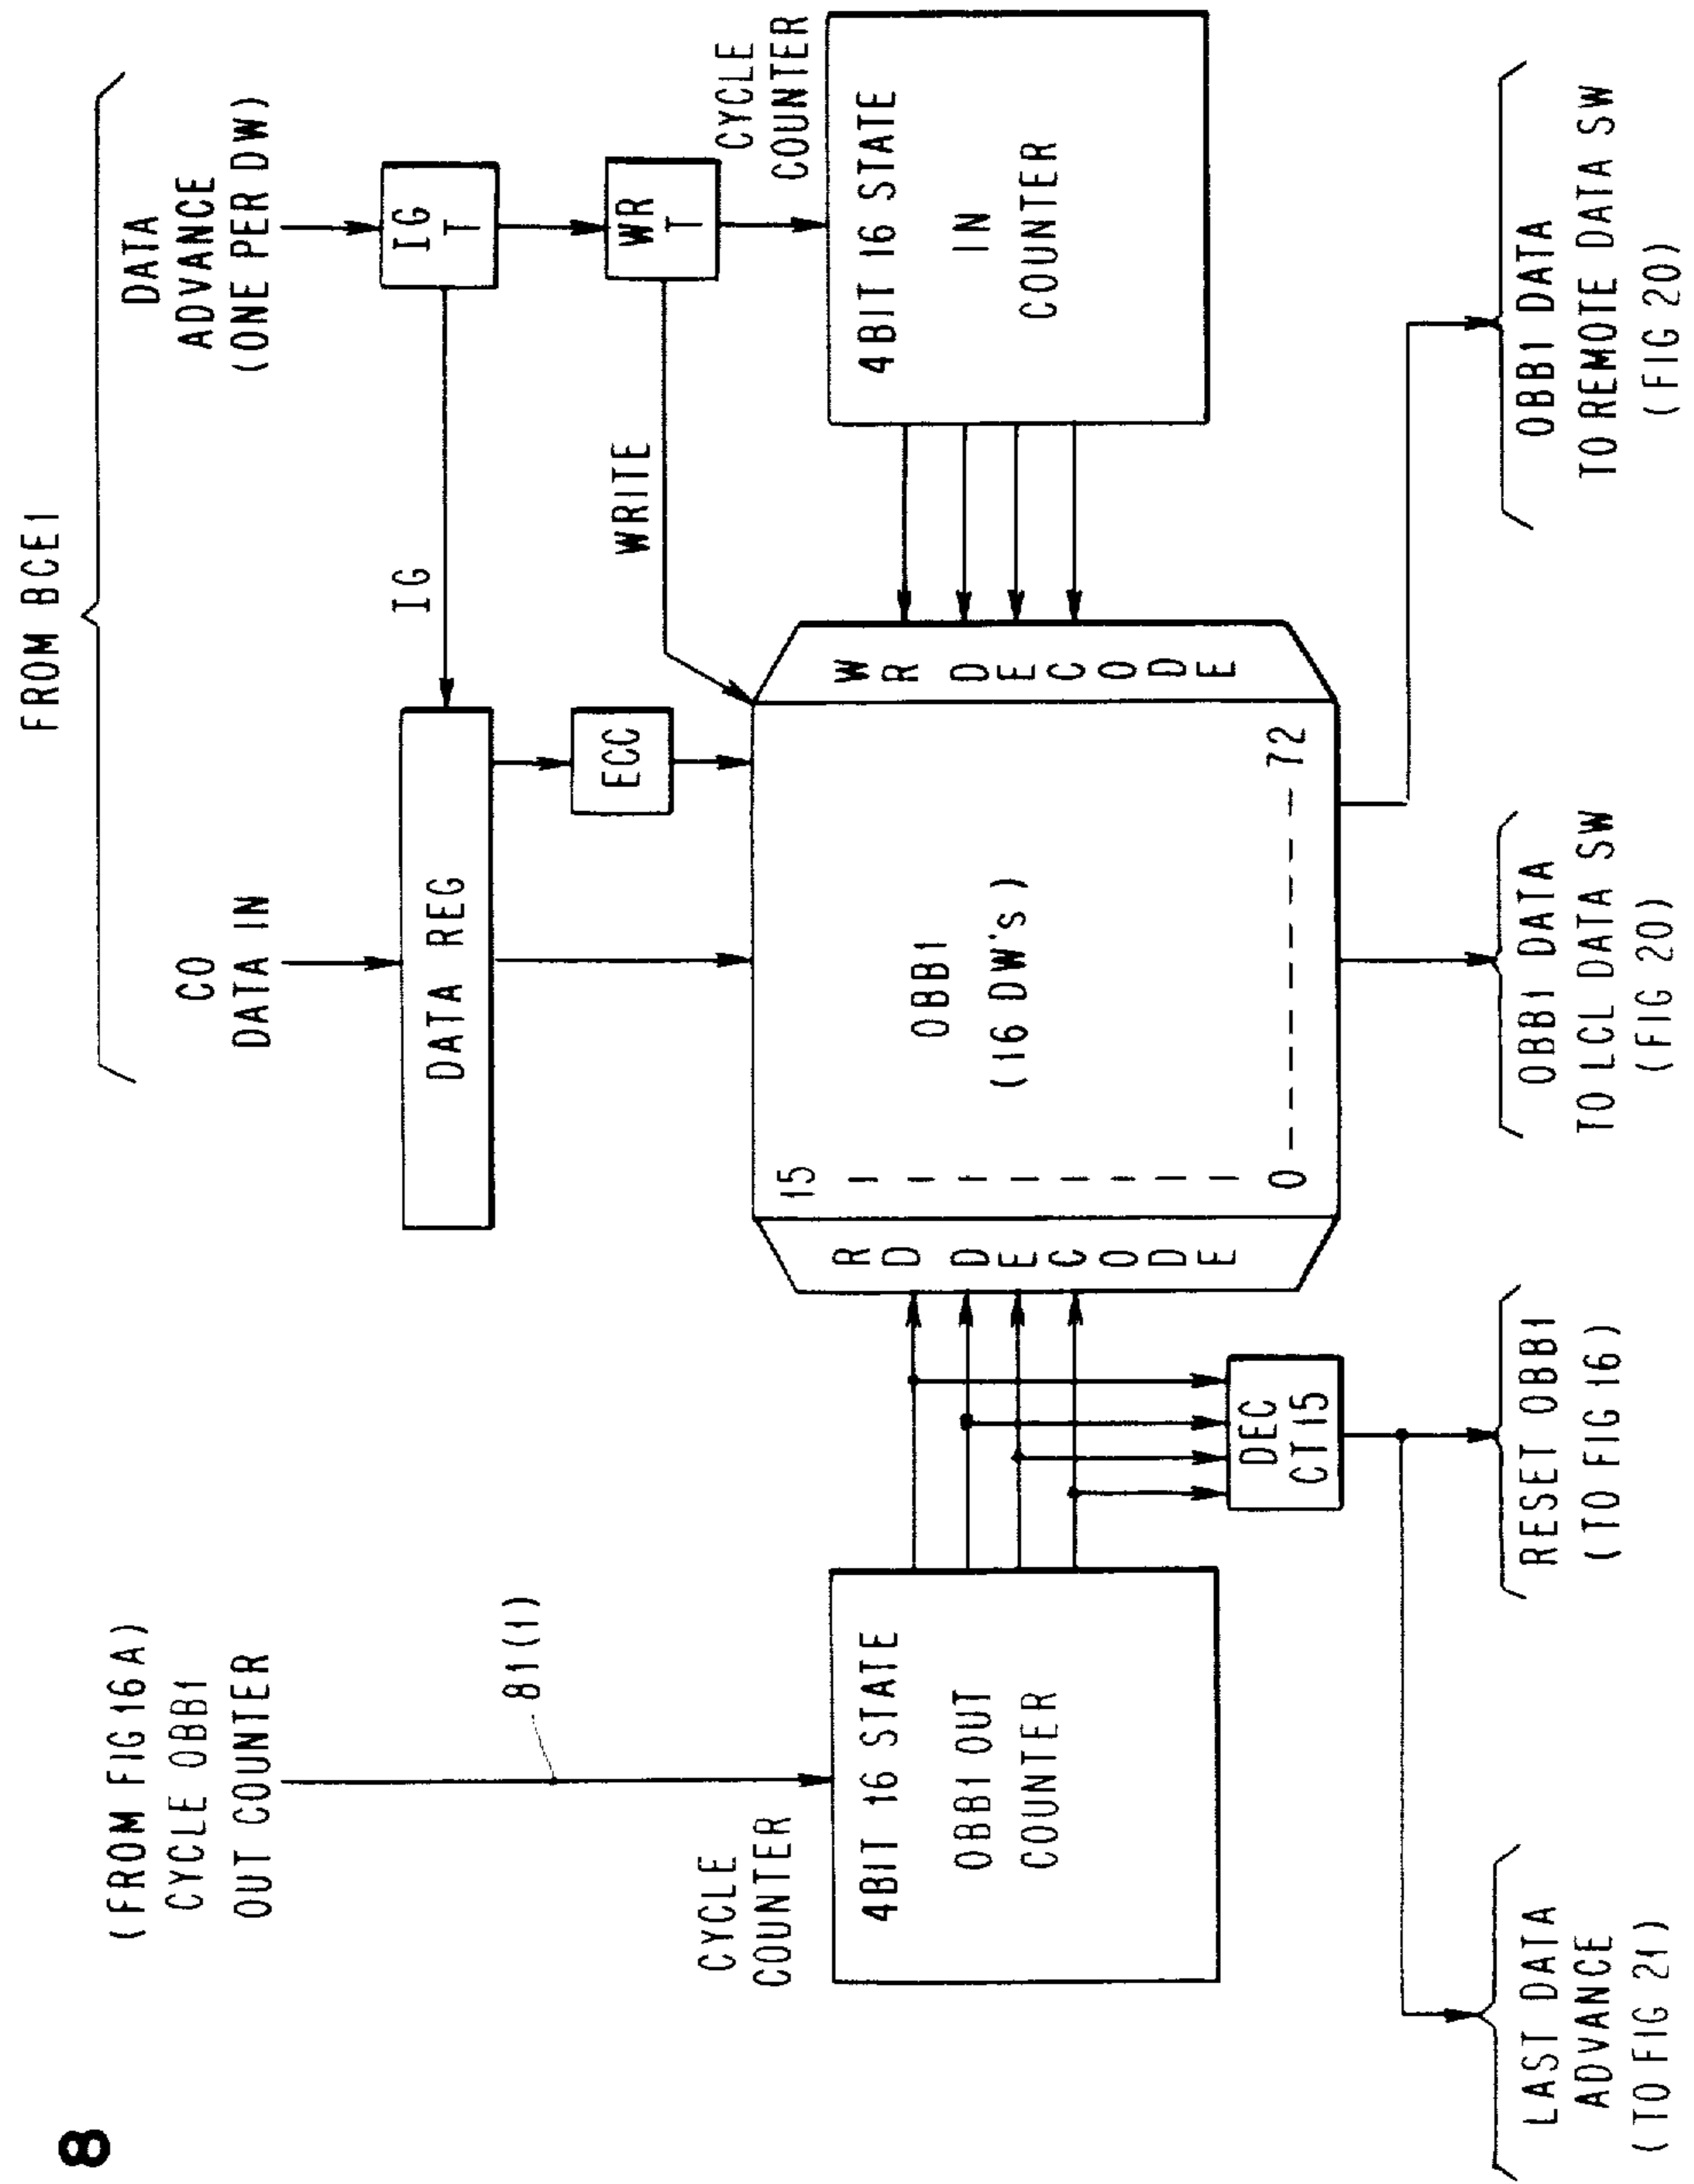 8
(FROM FIG 16A)
CYCLE OBB1
OUT COUNTER
81(1)
CYCLE
COUNTER
4BIT 16 STATE
OBB1 OUT
COUNTER
FROM BCE1
CO
DATA IN
DATA
ADVANCE
(ONE PER DW)
DATA REG
IG
IG
T
ECC
WRITE
WR
T
CYCLE
COUNTER
4BIT 16 STATE
IN
COUNTER
RD DECODE
15
OBB1
(16 DW's)
0
72
WR DECODE
DEC
CT15
LAST DATA
ADVANCE
(TO FIG 21)
RESET OBB1
(TO FIG 16)
OBB1 DATA
TO LCL DATA SW
(FIG 20)
OBB1 DATA
TO REMOTE DATA SW
(FIG 20)